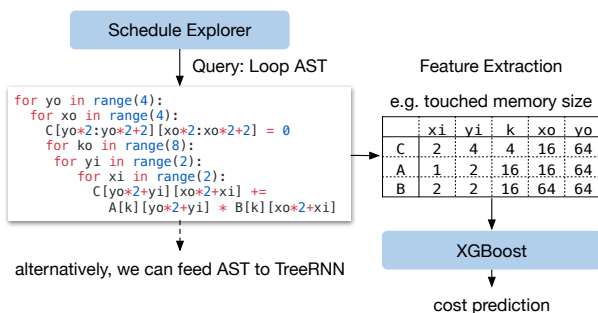 Schedule Explorer
Query: Loop AST
for yo in range(4):
for xo in range(4):
C[yo*2:yo*2+2][xo*2:xo*2+2] = 0
for ko in range(8):
for yi in range(2):
for xi in range(2):
C[yo*2+yi][xo*2+xi] +=
A[k][yo*2+yi] * B[k][xo*2+xi]
alternatively, we can feed AST to TreeRNN
Feature Extraction
e.g. touched memory size
xi yi k xo yo
C 2 4 4 16 64
A 1 2 16 16 64
B 2 2 16 64 64
XGBoost
cost prediction